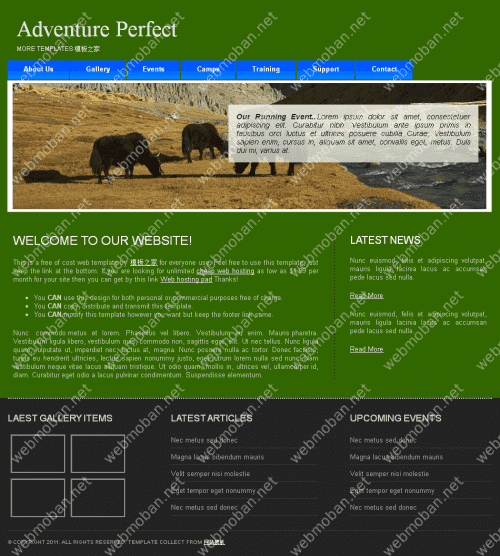 Adventure Perfect
MORE TEMPLATES 模板之家
About Us Gallery Events Camps Training Support Contact
Our Running Event..Lorem ipsum dolor sit amet, consectetuer
adipiscing elit. Curabitur nibh. Vestibulum ante ipsum primis in
faucibus orci luctus et ultrices posuere cubilia Curae; Vestibulum
sapien enim, cursus in, aliquam sit amet, convallis eget, metus. Duis
dui mi, varius at.
WELCOME TO OUR WEBSITE!
This is a free of cost web template by 模板之家 for everyone use. Feel free to use this template just
keep the link at the bottom. If you are looking for unlimited cheap web hosting as low as $1.99 per
month for your site then you can get by this link Web hosting pad Thanks!
You CAN use this design for both personal or commercial purposes free of charge
You CAN copy, distribute and transmit this template.
You CAN modify this template however you want but keep the footer link same.
Nunc commodo metus et lorem. Phasellus vel libero. Vestibulum ad enim. Mauris pharetra.
Vestibulum ligula libero, vestibulum quis commodo non, sagittis eget, elit. Ut nec tellus. Nunc ligula
quam, vulputate ut, imperdiet nec, luctus at, magna. Nunc posuere nulla ac tortor. Donec facilisis,
turpis eu hendrerit ultricies, lectus sapien nonummy justo, eget rutrum lorem nulla sed nunc. Nam
vestibulum neque vitae lacus aliquam tristique. Ut odio quam, mollis in, ultrices vel, ullamcorper id,
diam. Curabitur eget odio a lacus pulvinar condimentum. Suspendisse elementum.
LATEST NEWS
Nunc euismod, felis et adipiscing volutpat,
mauris ligula lacinia lacus ac accumsan
pede lacus sed nulla.
Read More
Nunc euismod, felis et adipiscing volutpat,
mauris ligula lacinia lacus ac accumsan
pede lacus sed nulla.
Read More
LAEST GALLERY ITEMS
LATEST ARTICLES
Nec metus sed donec
Magna lacus bibendum mauris
Velit semper nisi molestie
Eget tempor eget nonummy
Nec metus sed donec
UPCOMING EVENTS
Nec metus sed donec
Magna lacus bibendum mauris
Velit semper nisi molestie
Eget tempor eget nonummy
Nec metus sed donec
© COPYRIGHT 2011. ALL RIGHTS RESERVED. TEMPLATE COLLECT FROM
webmoban.net